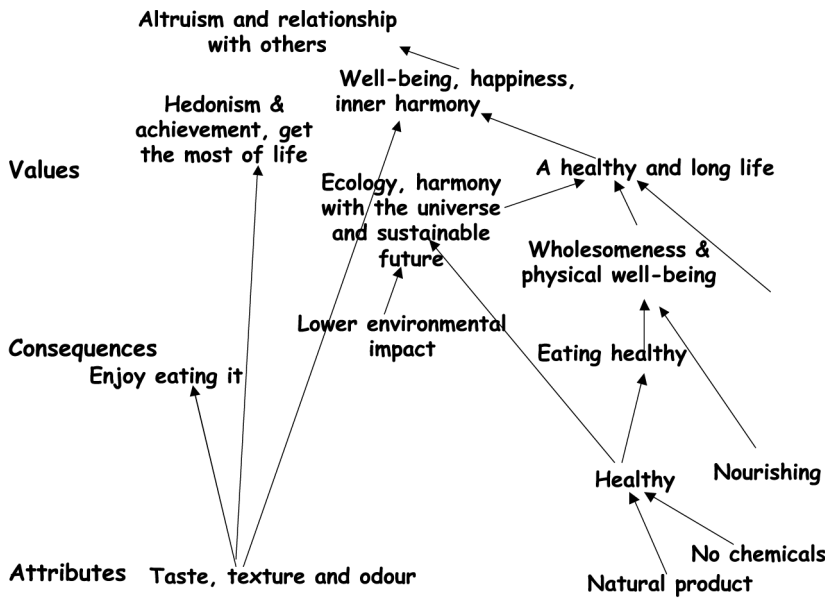 Altruism and relationship
with others
Well-being, happiness,
inner harmony
Hedonism &
achievement, get
the most of life
Values
A healthy and long life
Ecology, harmony
with the universe
and sustainable
future
Wholesomeness &
physical well-being
Lower environmental
impact
Consequences
Eating healthy
Enjoy eating it
Healthy
Nourishing
No chemicals
Attributes
Taste, texture and odour
Natural product